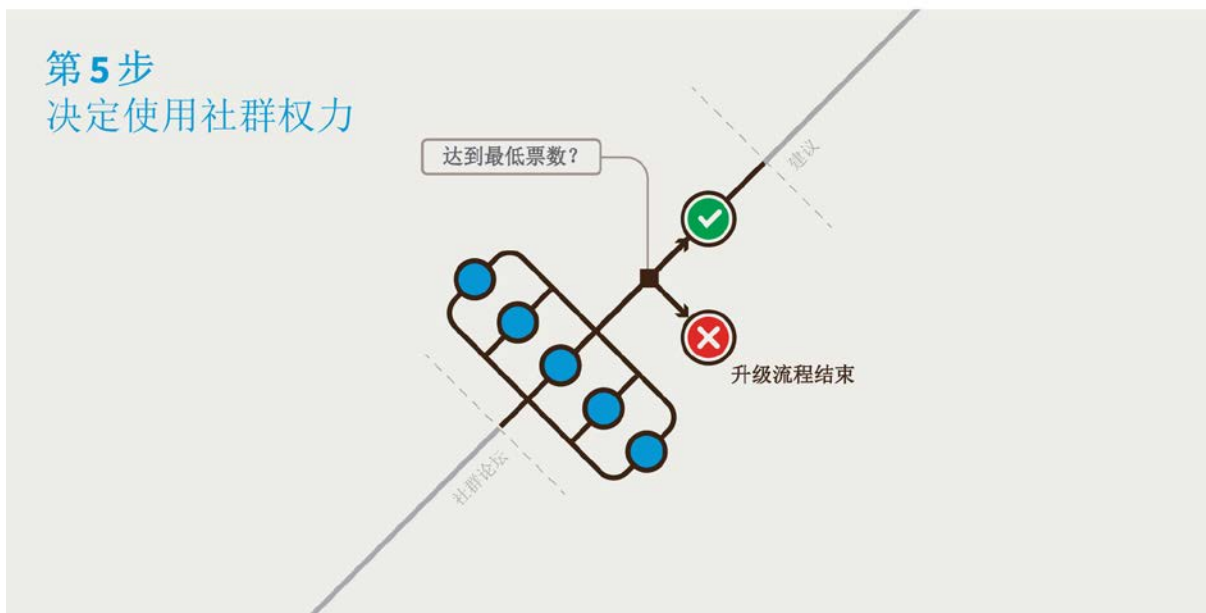 第 5 步
决定使用社群权力
达到最低票数？
建议
升级流程结束
社群论坛